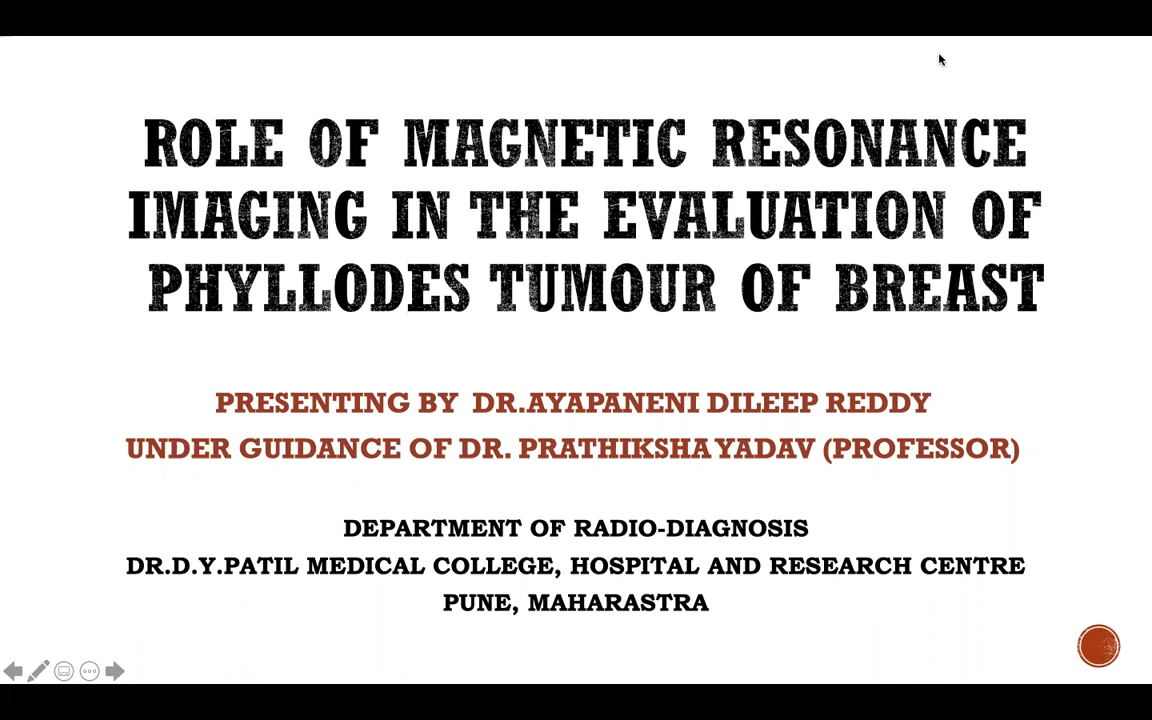 ROLE OF MAGNETIC RESONANCE
IMAGING IN THE EVALUATION OF
PHYLLODES TUMOUR OF BREAST
PRESENTING BY DR.AYAPANENI DILEEP REDDY
UNDER GUIDANCE OF DR. PRATHIKSHA YADAV (PROFESSOR)
DEPARTMENT OF RADIO-DIAGNOSIS
DR.D.Y.PATIL MEDICAL COLLEGE, HOSPITAL AND RESEARCH CENTRE
PUNE, MAHARASTRA